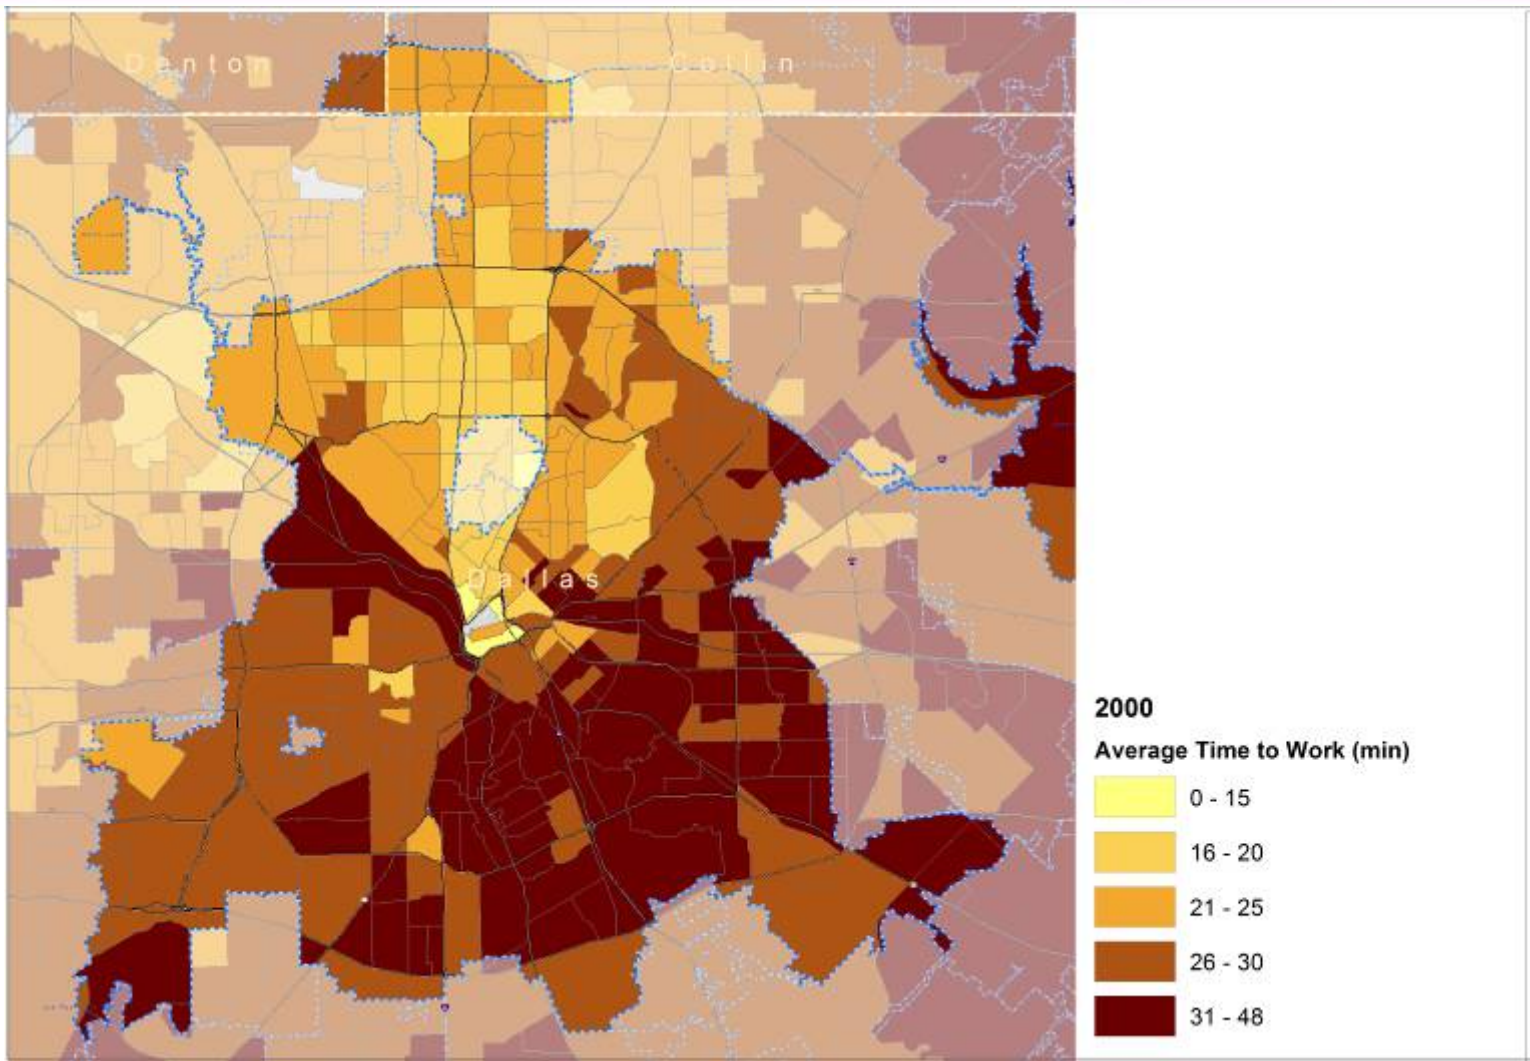 Denton
Collin
Dallas
2000
Average Time to Work (min)
0 - 15
16 - 20
21 - 25
26 - 30
31 - 48